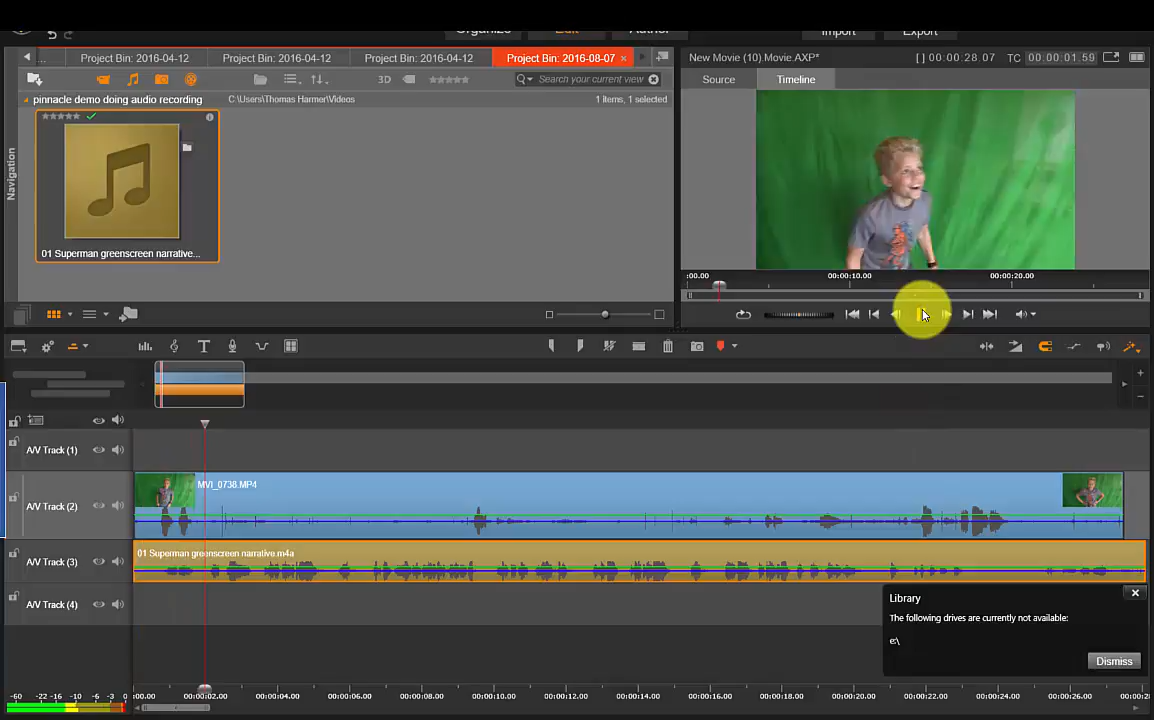 Organize Edit Author Import Export
... Project Bin: 2016-04-12 Project Bin: 2016-04-12 Project Bin: 2016-04-12 Project Bin: 2016-08-07 ×
New Movie (10).Movie.AXP* [ ] 00:00:28.07 TC 00:00:01.59
3D Search your current view
Source Timeline
pinnacle demo doing audio recording C:\Users\Thomas Harmer\Videos 1 items, 1 selected
Navigation
01 Superman greenscreen narrative...
:00.00 00:00:10.00 00:00:20.00
A/V Track (1)
MVI_0738.MP4
A/V Track (2)
01 Superman greenscreen narrative.m4a
A/V Track (3)
A/V Track (4)
Library
The following drives are currently not available:
e:\
Dismiss
-60 -22 -16 -10 -6 -3 0 :00.00 00:00:02.00 00:00:04.00 00:00:06.00 00:00:08.00 00:00:10.00 00:00:12.00 00:00:14.00 00:00:16.00 00:00:18.00 00:00:20.00 00:00:22.00 00:00:24.00 00:00:26.00 00:00:2